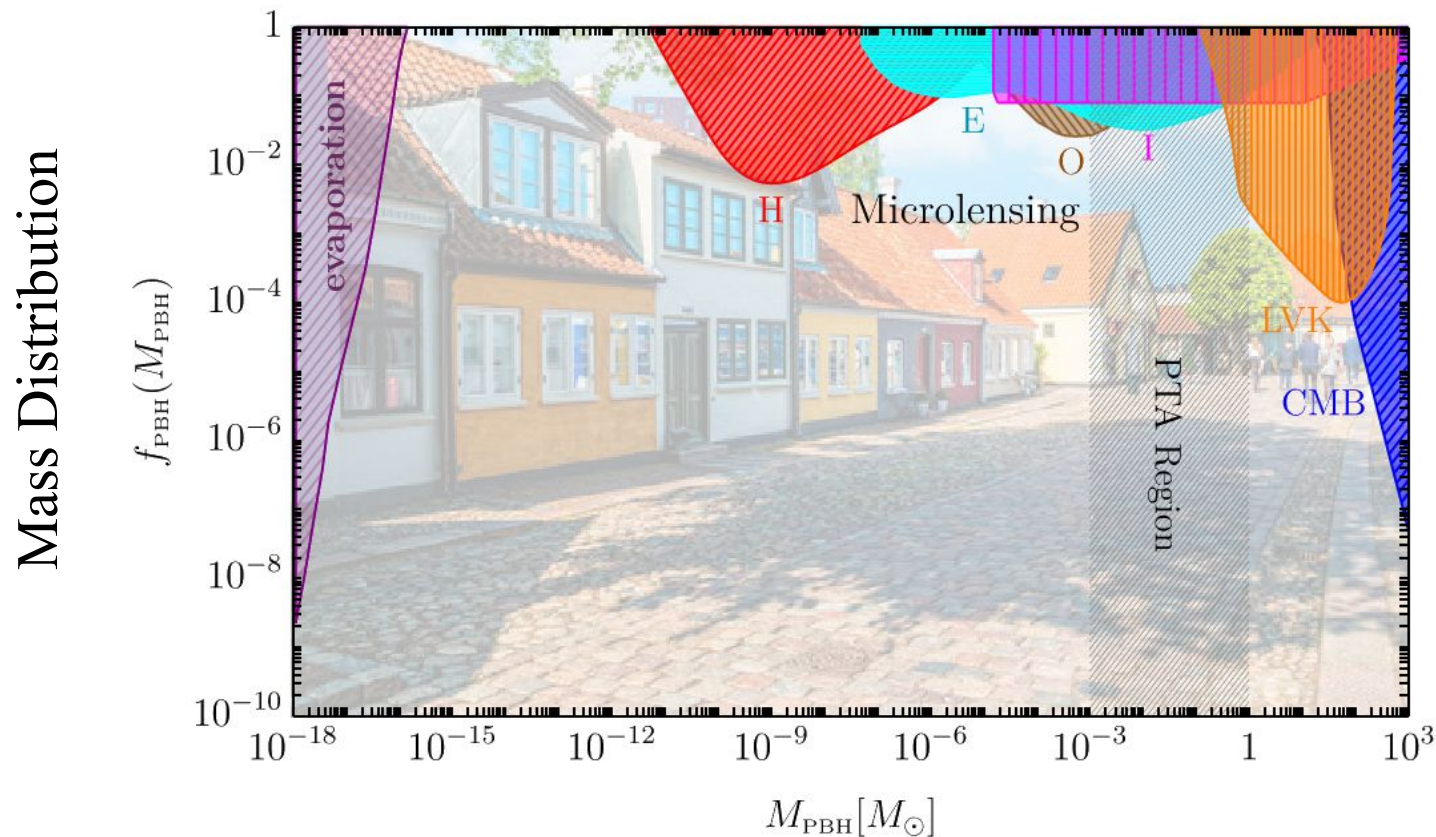 Mass Distribution
f_PBH(M_PBH)
1
10^−2
10^−4
10^−6
10^−8
10^−10
evaporation
H
E
O
I
Microlensing
LVK
CMB
PTA Region
10^−18
10^−15
10^−12
10^−9
10^−6
10^−3
1
10^3
M_PBH[M_⊙]